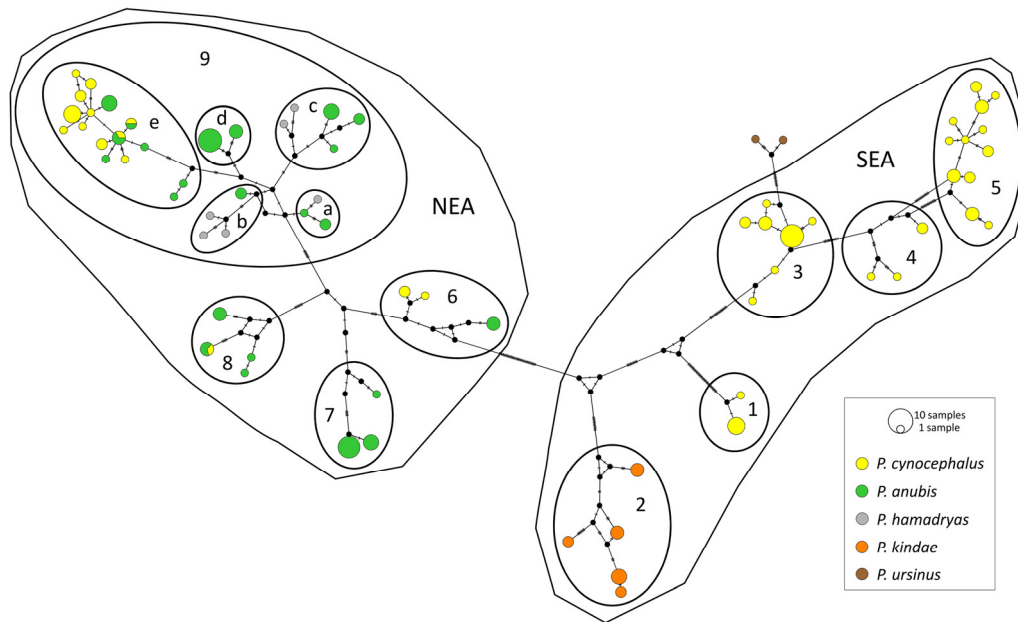 9
e
d
c
b
a
NEA
SEA
5
4
3
6
8
7
1
2
10 samples
1 sample
P. cynocephalus
P. anubis
P. hamadryas
P. kindae
P. ursinus